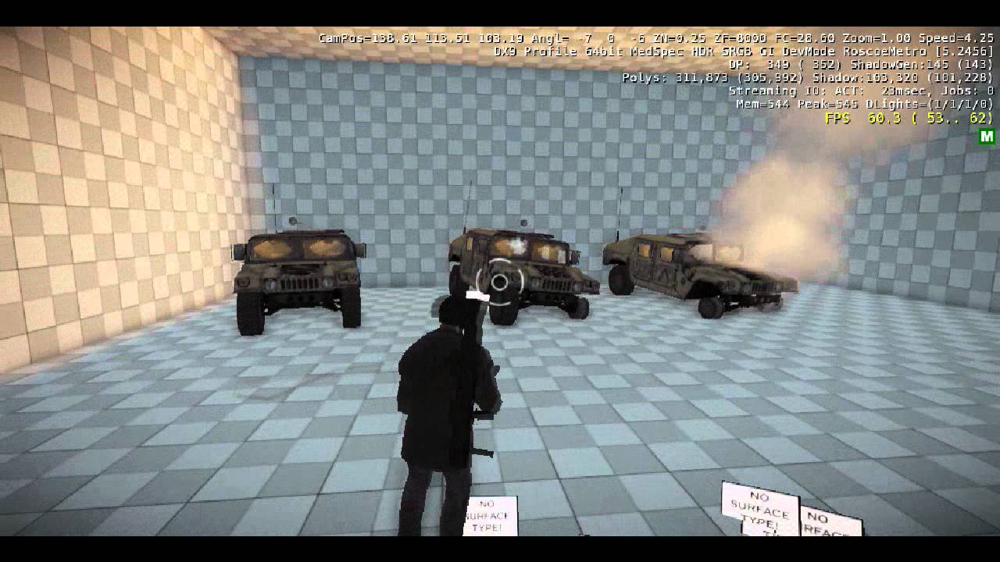 CamPos=138.61 113.51 103.19 Angl= -7 0 -6 ZN=0.25 ZF=8000 FC=28.60 Zoom=1.00 Speed=4.25
DX9 Profile 64bit MedSpec HDR SRGB GI DevMode RoscoeMetro [5.2456]
DP: 349 ( 352) ShadowGen:145 (143)
Polys: 311,873 (305,992) Shadow:103,320 (101,228)
Streaming IO: ACT: 23msec, Jobs: 0
Mem=544 Peak=545 DLights=(1/1/1/0)
FPS 60.3 ( 53.. 62)
M
NO
SURFACE
TYPE!
NO
SURFACE
TYPE!
NO